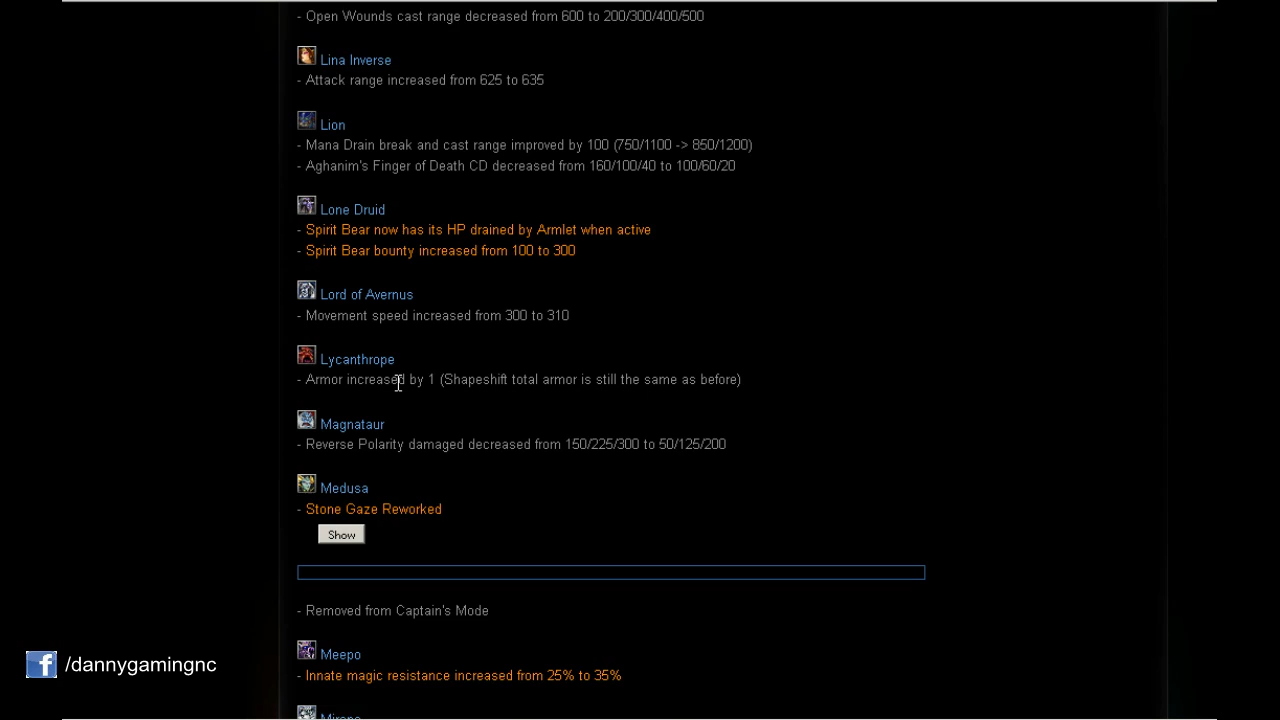 - Open Wounds cast range decreased from 600 to 200/300/400/500
Lina Inverse
- Attack range increased from 625 to 635
Lion
- Mana Drain break and cast range improved by 100 (750/1100 -> 850/1200)
- Aghanim's Finger of Death CD decreased from 160/100/40 to 100/60/20
Lone Druid
- Spirit Bear now has its HP drained by Armlet when active
- Spirit Bear bounty increased from 100 to 300
Lord of Avernus
- Movement speed increased from 300 to 310
Lycanthrope
- Armor increased by 1 (Shapeshift total armor is still the same as before)
Magnataur
- Reverse Polarity damaged decreased from 150/225/300 to 50/125/200
Medusa
- Stone Gaze Reworked
Show
- Removed from Captain's Mode
Meepo
- Innate magic resistance increased from 25% to 35%
f /dannygamingnc